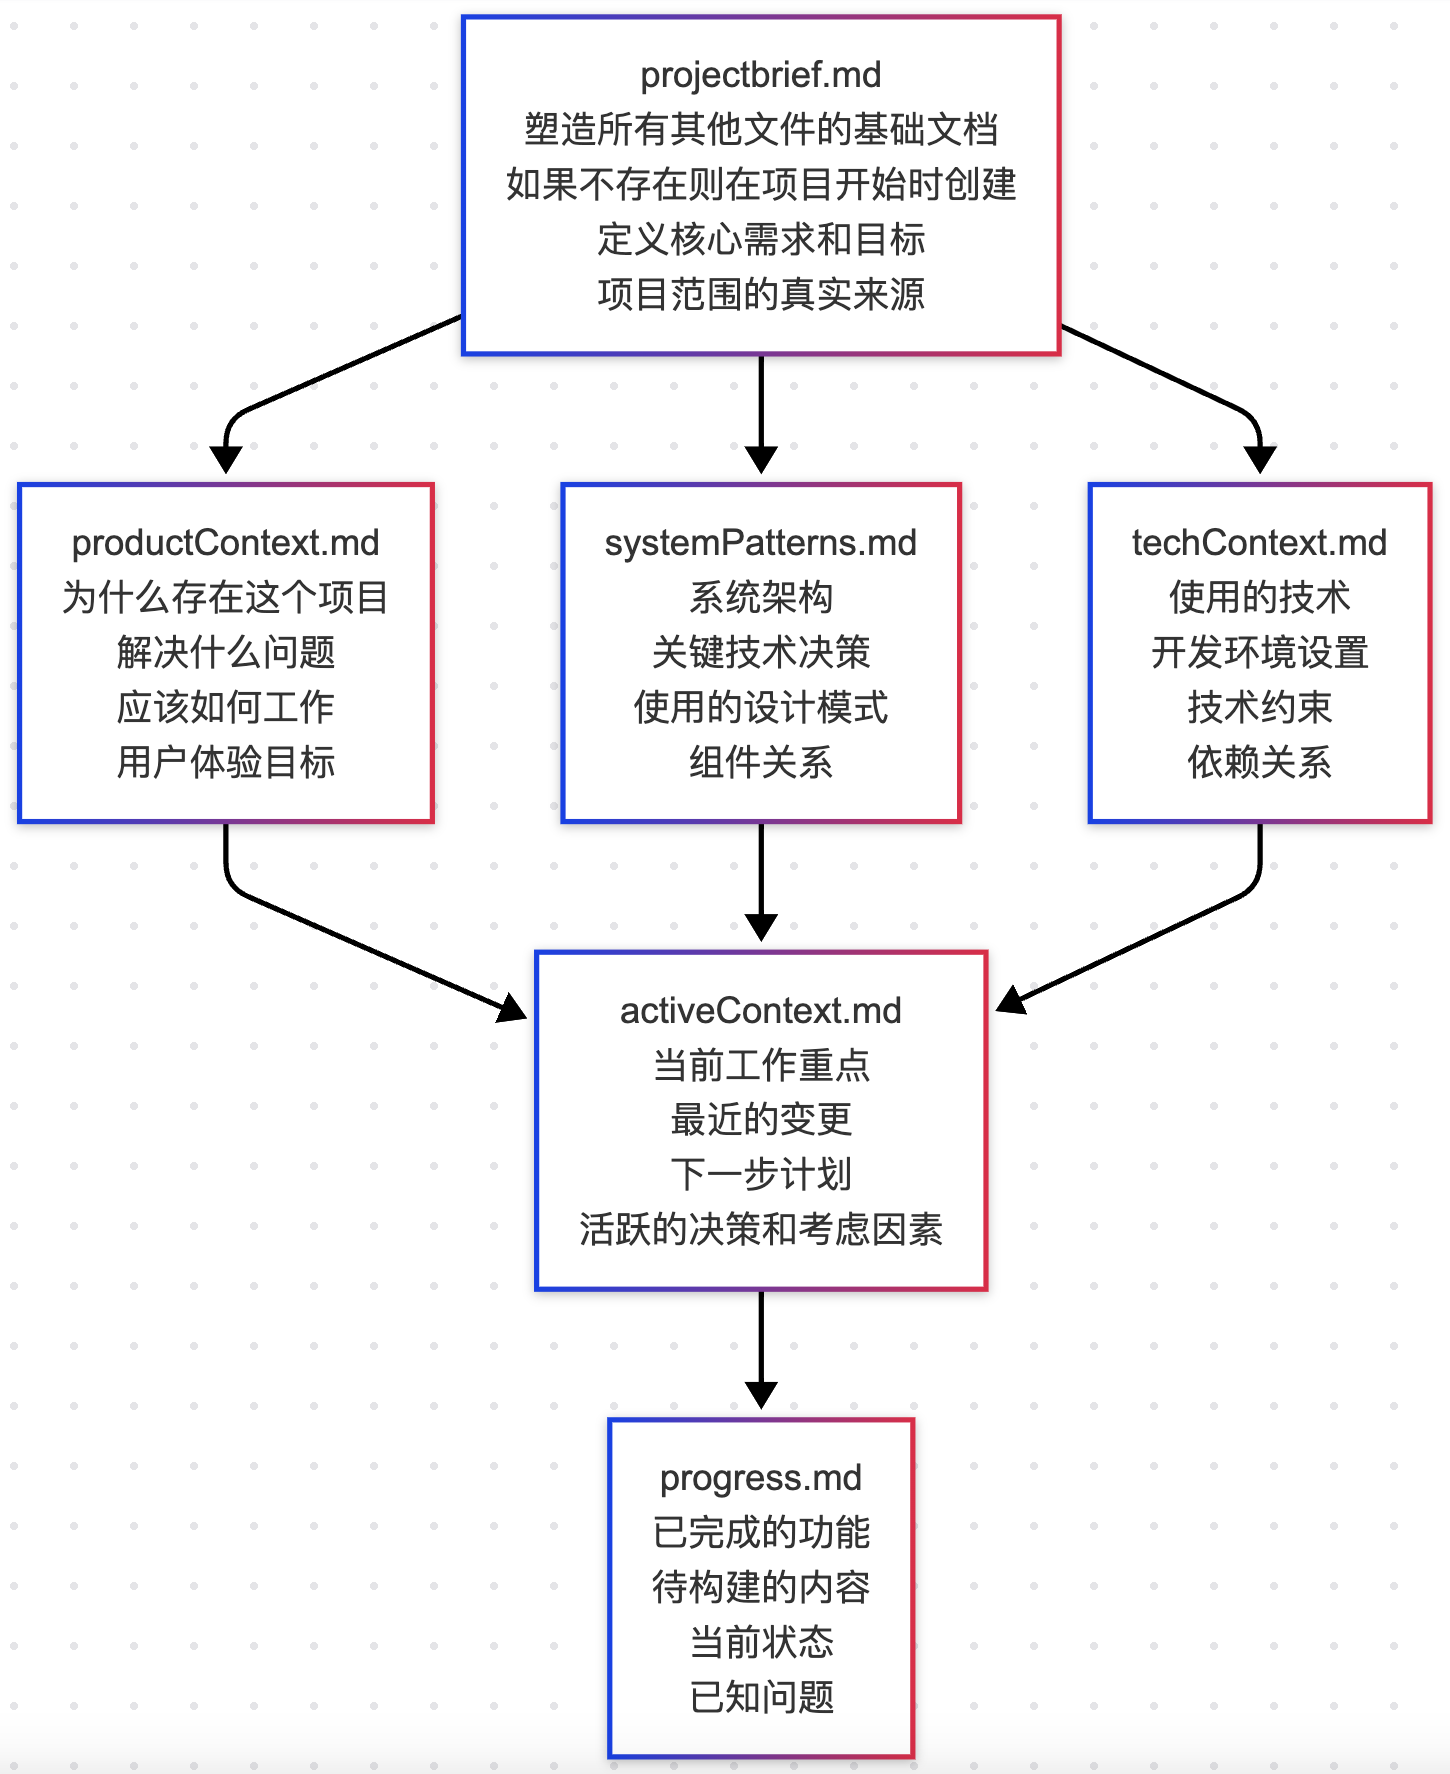 projectbrief.md
塑造所有其他文件的基础文档
如果不存在则在项目开始时创建
定义核心需求和目标
项目范围的真实来源
productContext.md
为什么存在这个项目
解决什么问题
应该如何工作
用户体验目标
systemPatterns.md
系统架构
关键技术决策
使用的设计模式
组件关系
techContext.md
使用的技术
开发环境设置
技术约束
依赖关系
activeContext.md
当前工作重点
最近的变更
下一步计划
活跃的决策和考虑因素
progress.md
已完成的功能
待构建的内容
当前状态
已知问题